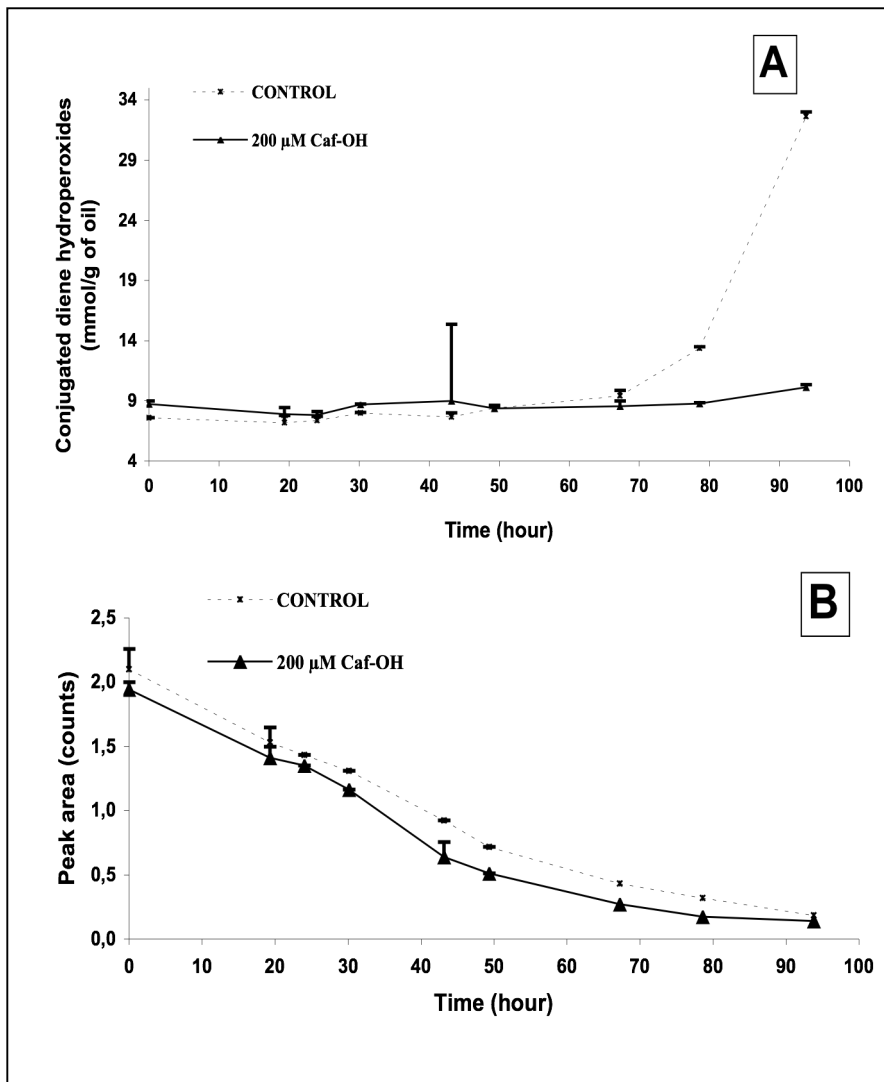 A
CONTROL
200 µM Caf-OH
Conjugated diene hydroperoxides
(mmol/g of oil)
34
29
24
19
14
9
4
0 10 20 30 40 50 60 70 80 90 100
Time (hour)
B
CONTROL
200 µM Caf-OH
Peak area (counts)
2,5
2,0
1,5
1,0
0,5
0,0
0 10 20 30 40 50 60 70 80 90 100
Time (hour)